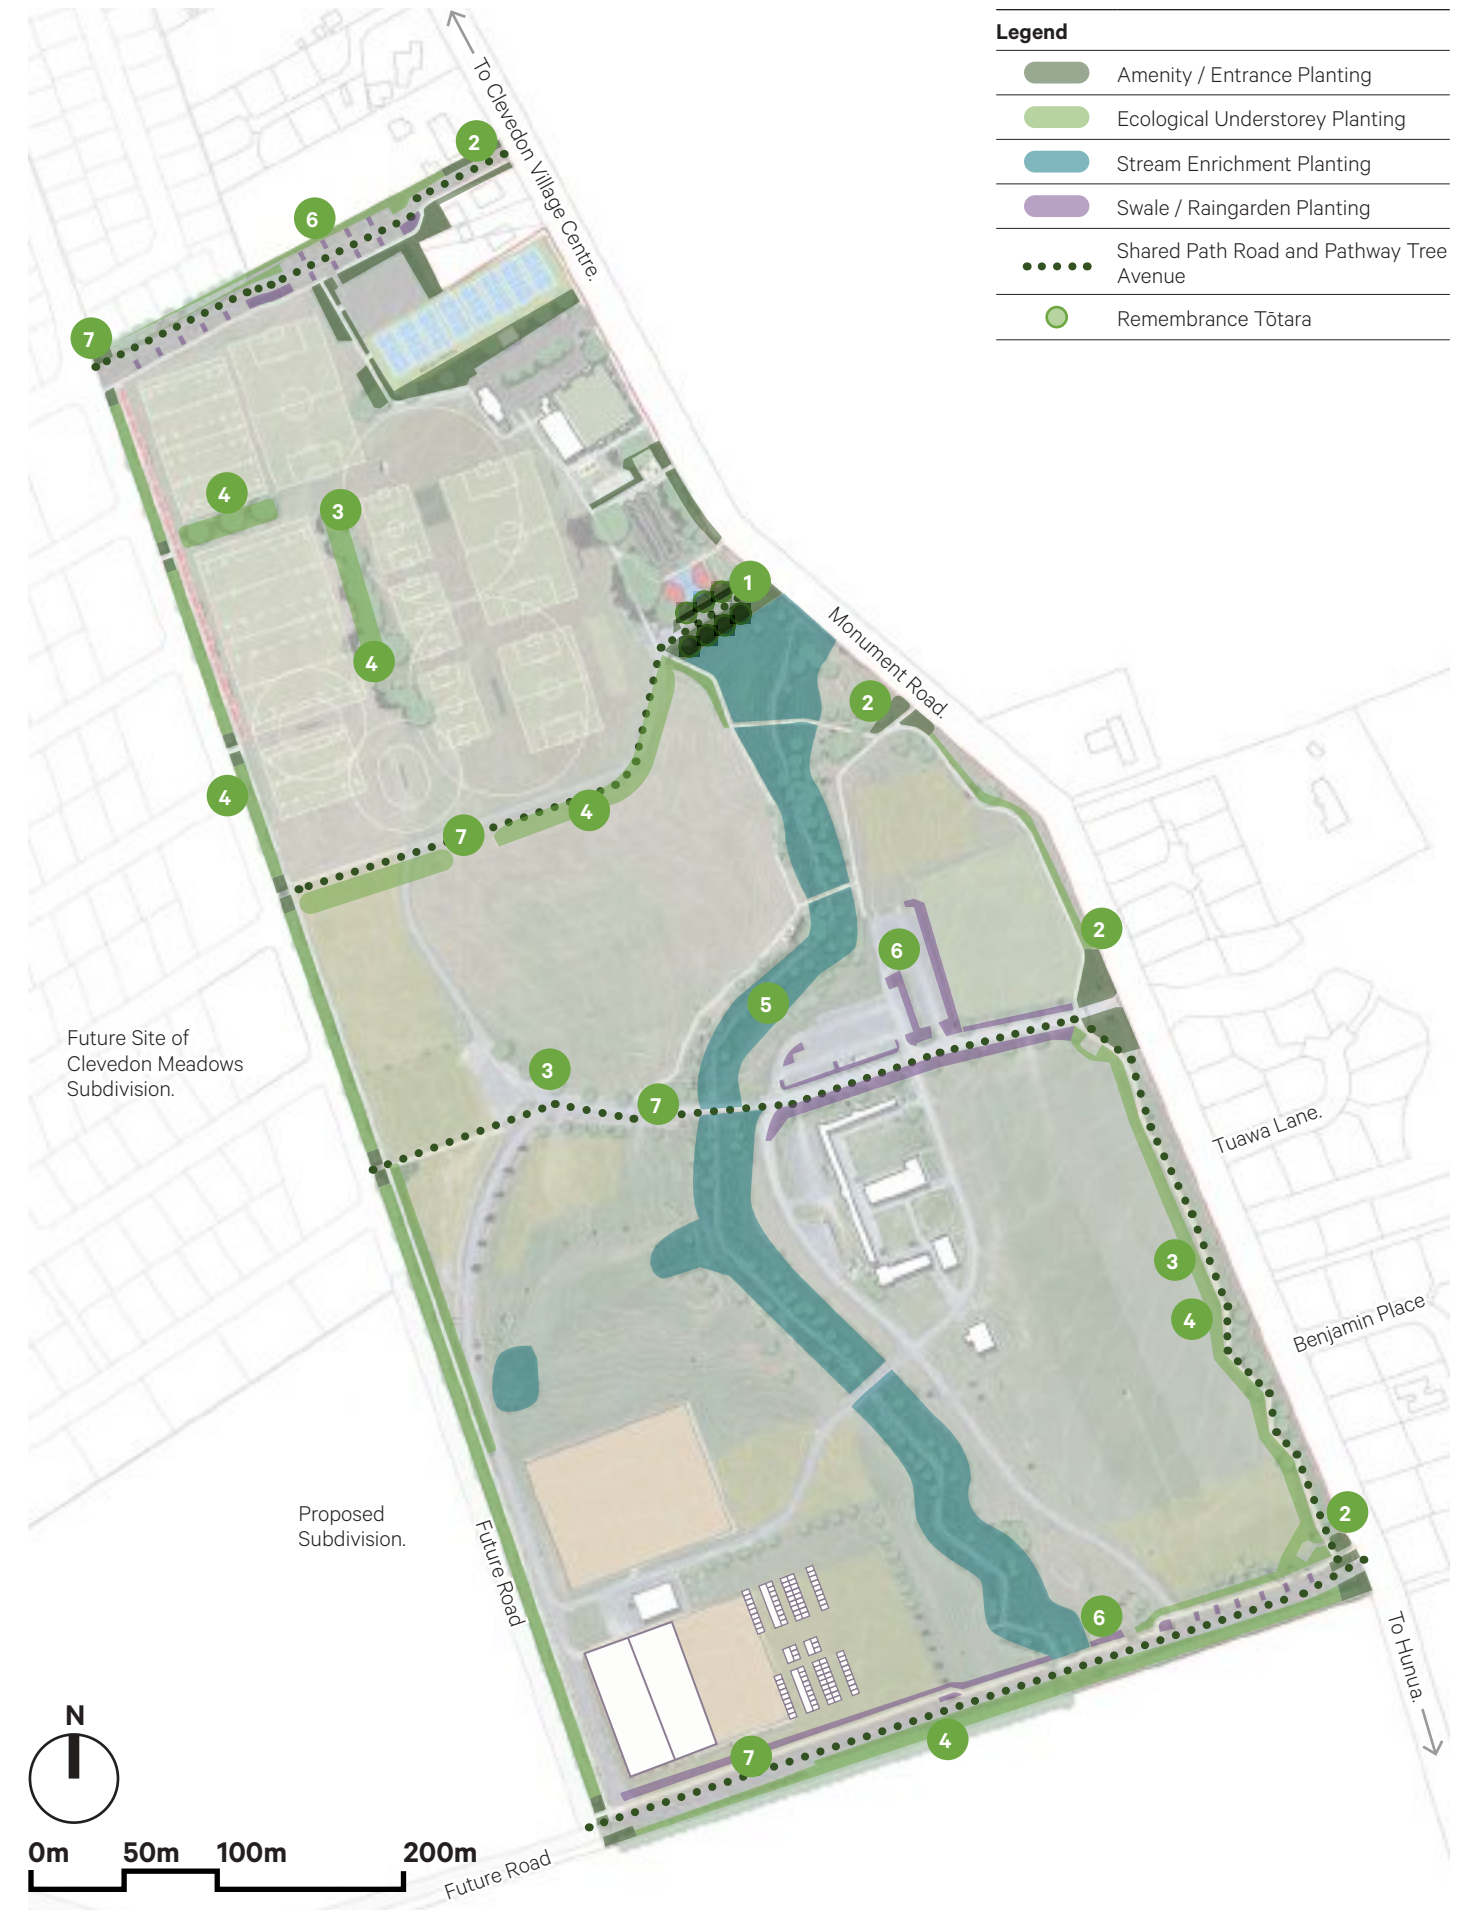 Legend
Amenity / Entrance Planting
Ecological Understorey Planting
Stream Enrichment Planting
Swale / Raingarden Planting
Shared Path Road and Pathway Tree
Avenue
Remembrance Tōtara
To Clevedon Village Centre.
2
6
7
4
3
1
4
Monument Road.
2
4
7
4
2
6
5
Future Site of
Clevedon Meadows
Subdivision.
3
7
Tuawa Lane.
3
4
Benjamin Place
Proposed
Subdivision.
Future Road
2
6
To Hunua.
4
7
N
0m 50m 100m 200m
Future Road